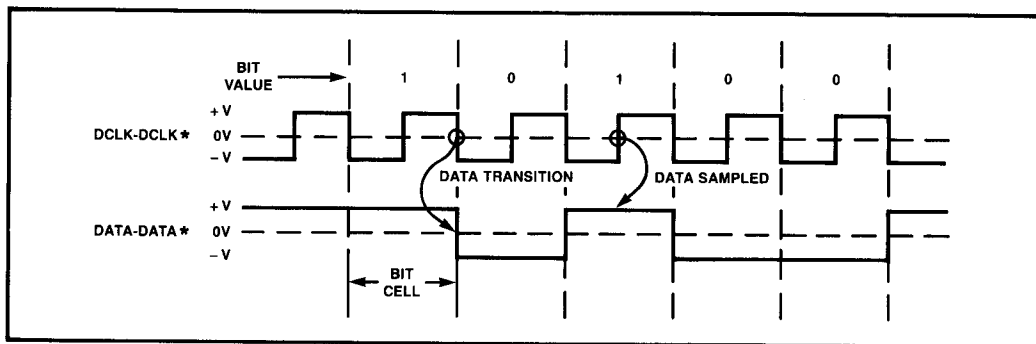 BIT
VALUE
1 0 1 0 0
+ V
DCLK-DCLK* 0V
– V
DATA TRANSITION DATA SAMPLED
+ V
DATA-DATA* 0V
– V
BIT
CELL